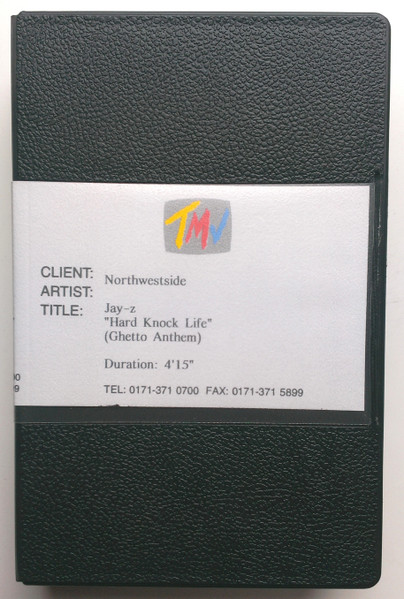 TMV
CLIENT: Northwestside
ARTIST:
TITLE: Jay-z
"Hard Knock Life"
(Ghetto Anthem)
Duration: 4'15"
TEL: 0171-371 0700 FAX: 0171-371 5899